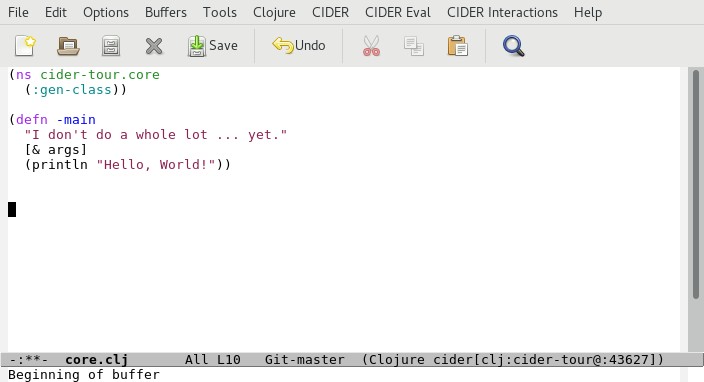 File Edit Options Buffers Tools Clojure CIDER CIDER Eval CIDER Interactions Help
Save Undo
(ns cider-tour.core
  (:gen-class))
(defn -main
  "I don't do a whole lot ... yet."
  [& args]
  (println "Hello, World!"))
-:**-  core.clj       All L10   Git-master  (Clojure cider[clj:cider-tour@:43627])
Beginning of buffer